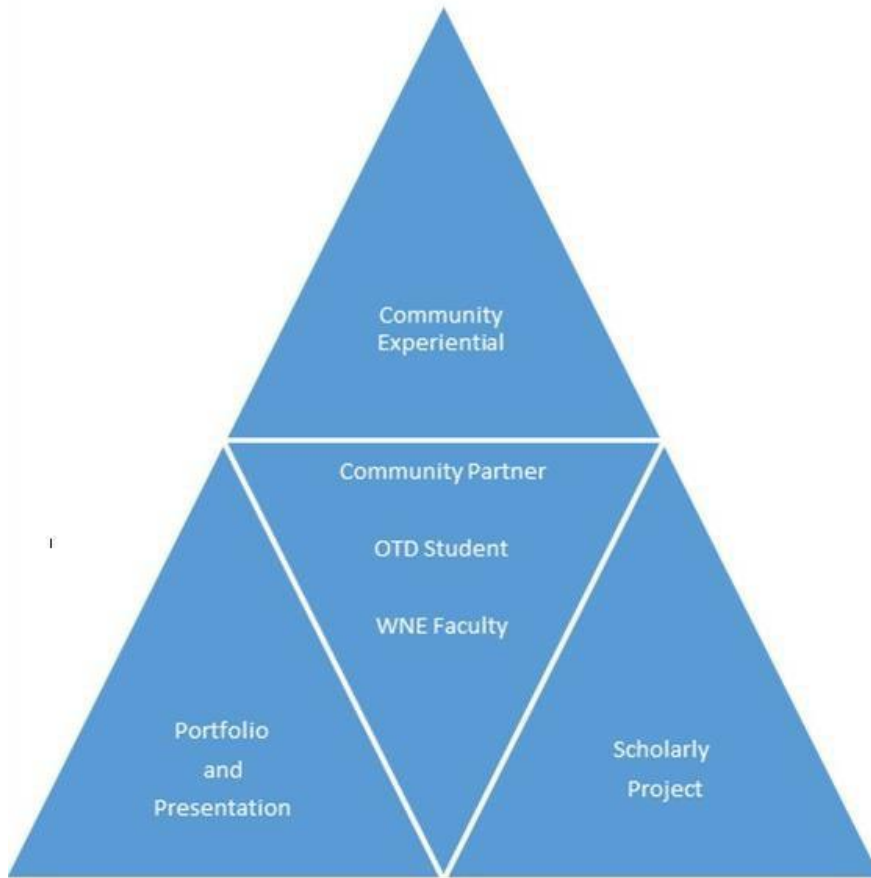 Community
Experiential
Community Partner
OTD Student
WNE Faculty
Portfolio
and
Presentation
Scholarly
Project